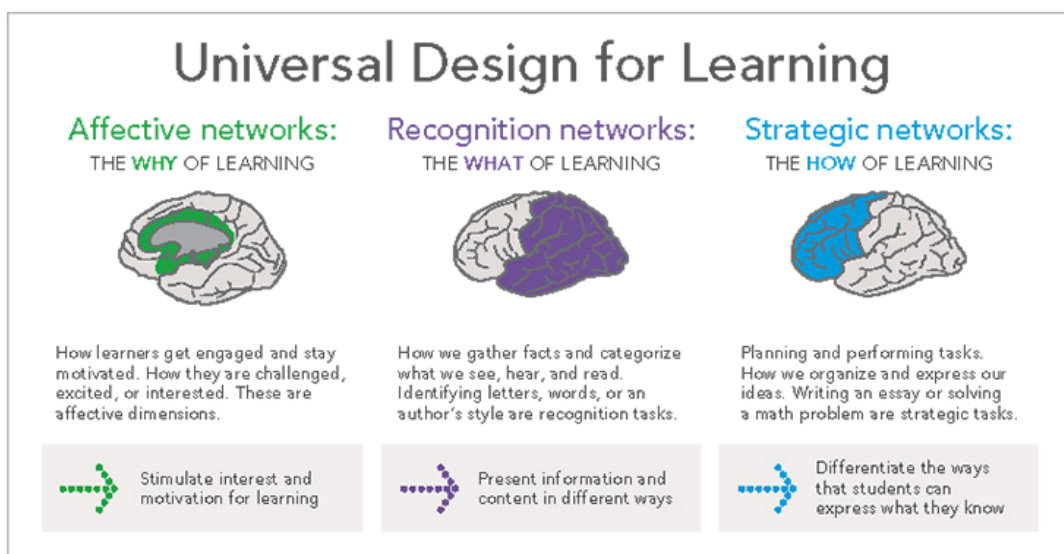 Universal Design for Learning
Affective networks:
THE WHY OF LEARNING
How learners get engaged and stay
motivated. How they are challenged,
excited, or interested. These are
affective dimensions.
Stimulate interest and
motivation for learning
Recognition networks:
THE WHAT OF LEARNING
How we gather facts and categorize
what we see, hear, and read.
Identifying letters, words, or an
author's style are recognition tasks.
Present information and
content in different ways
Strategic networks:
THE HOW OF LEARNING
Planning and performing tasks.
How we organize and express our
ideas. Writing an essay or solving
a math problem are strategic tasks.
Differentiate the ways
that students can
express what they know